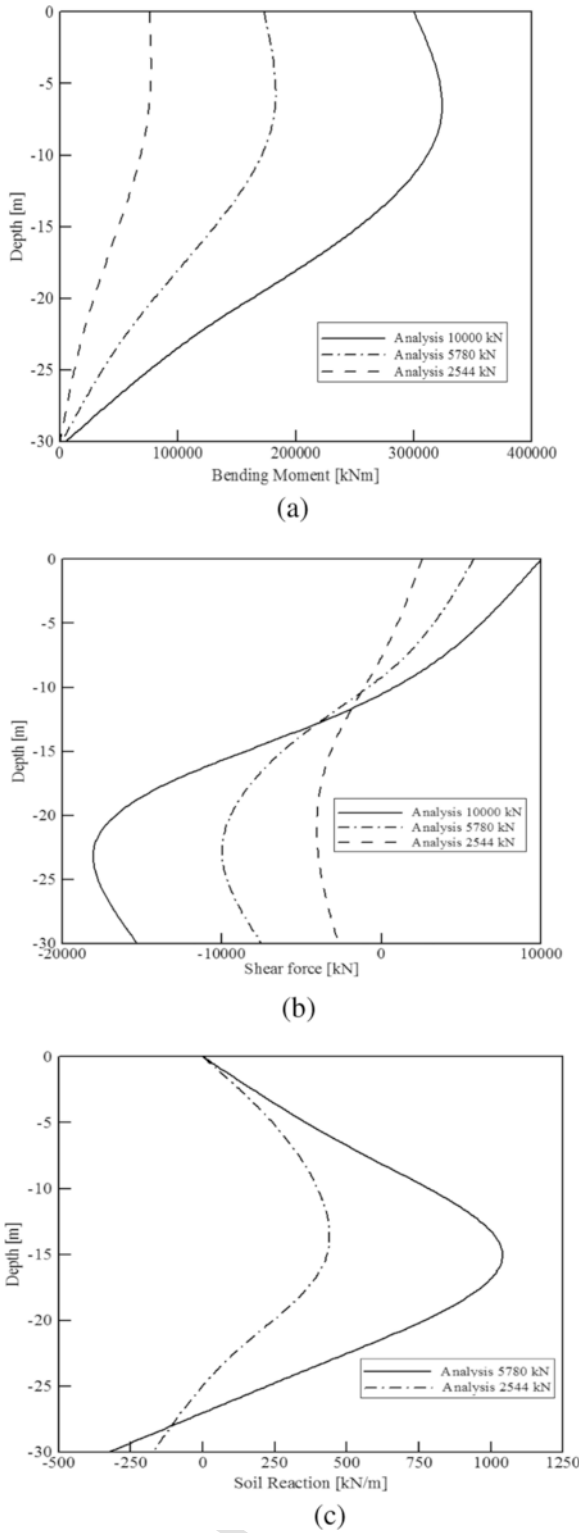 0
-5
-10
-15
-20
-25
-30
Depth [m]
Analysis 10000 kN
Analysis 5780 kN
Analysis 2544 kN
0 100000 200000 300000 400000
Bending Moment [kNm]
(a)
0
-5
-10
-15
-20
-25
-30
Depth [m]
Analysis 10000 kN
Analysis 5780 kN
Analysis 2544 kN
-20000 -10000 0 10000
Shear force [kN]
(b)
0
-5
-10
-15
-20
-25
-30
Depth [m]
Analysis 5780 kN
Analysis 2544 kN
-500 -250 0 250 500 750 1000 1250
Soil Reaction [kN/m]
(c)